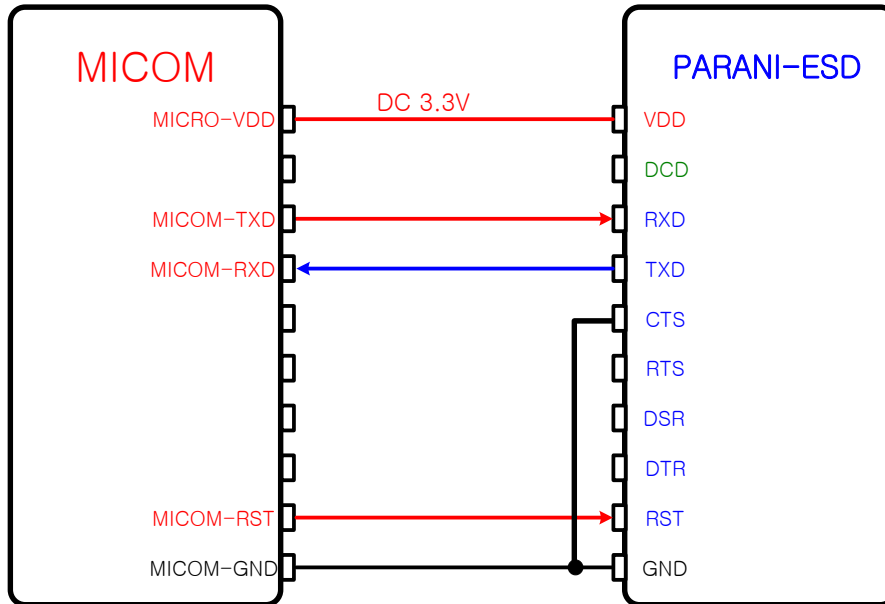 MICOM
PARANI-ESD
DC 3.3V
MICRO-VDD
VDD
DCD
MICOM-TXD
RXD
MICOM-RXD
TXD
CTS
RTS
DSR
DTR
MICOM-RST
RST
MICOM-GND
GND